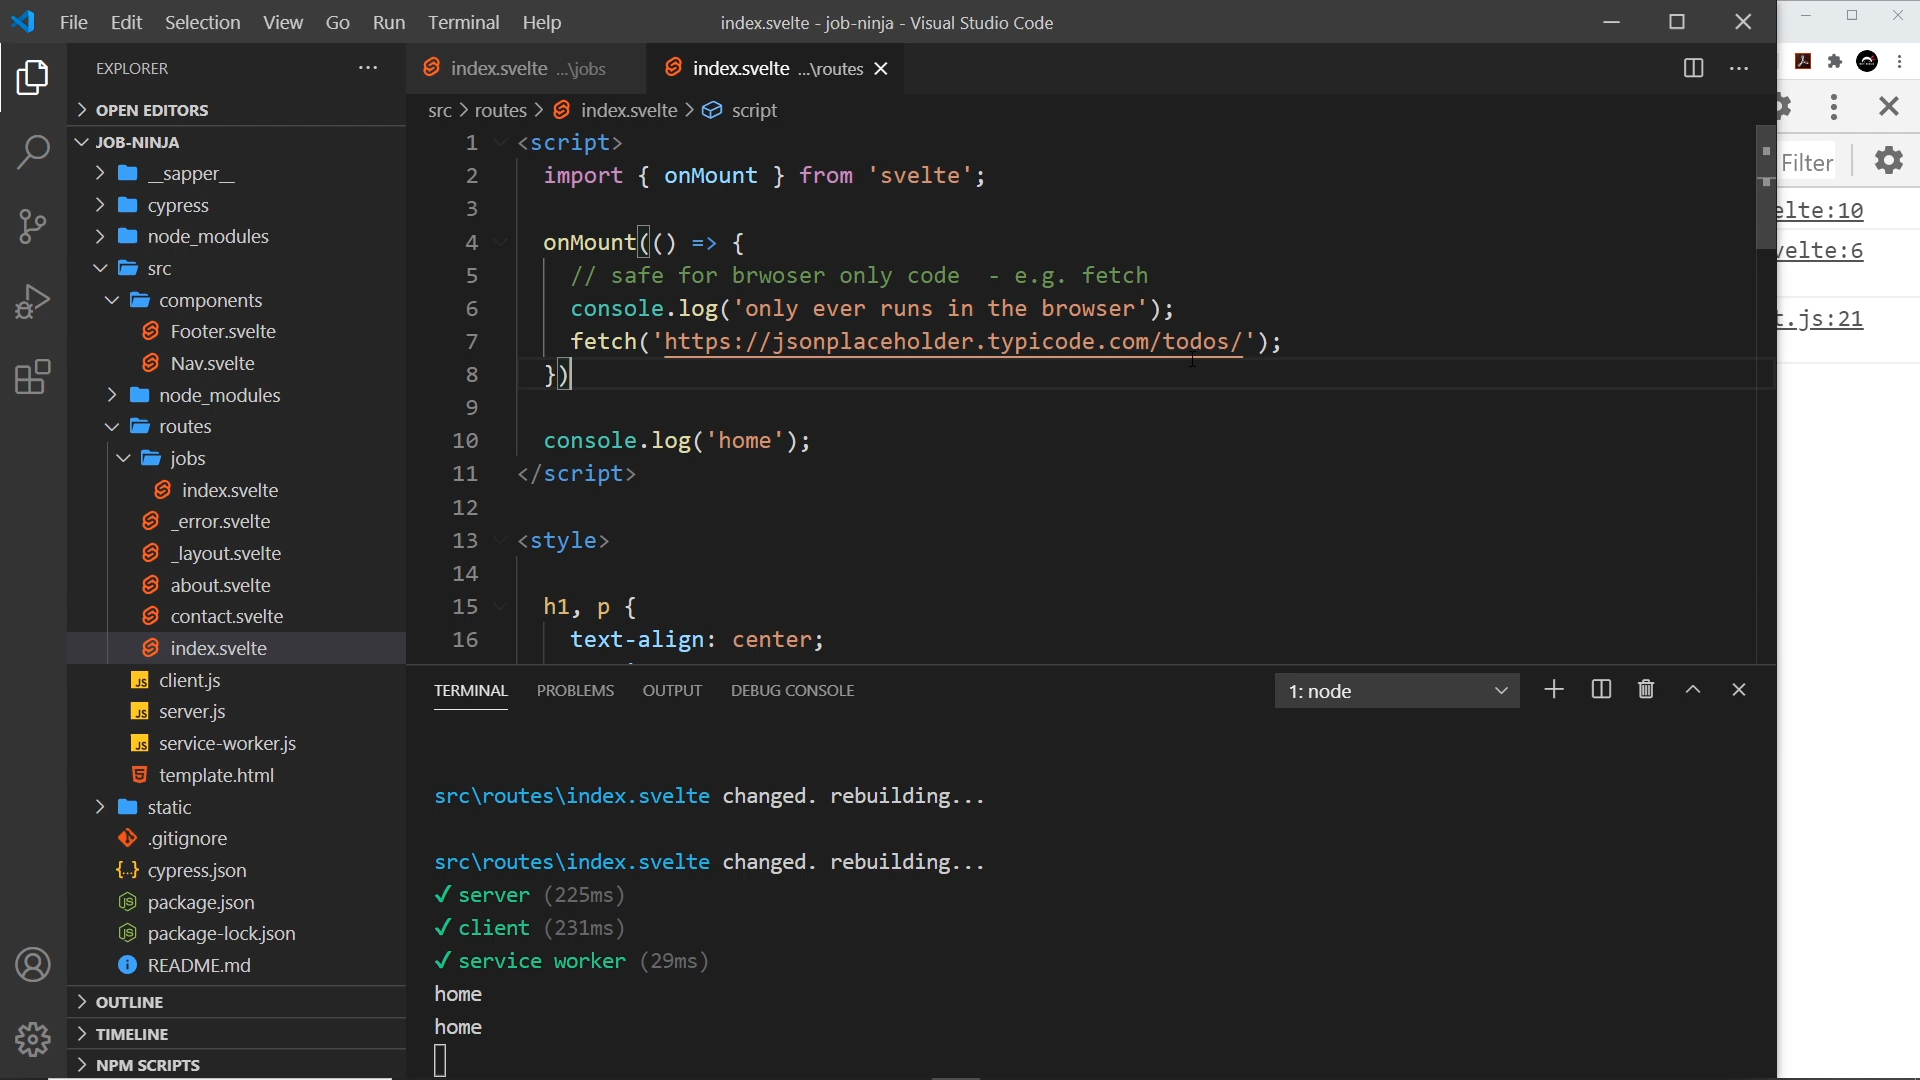 File Edit Selection View Go Run Terminal Help
index.svelte - job-ninja - Visual Studio Code
EXPLORER
OPEN EDITORS
JOB-NINJA
__sapper__
cypress
node_modules
src
components
Footer.svelte
Nav.svelte
node_modules
routes
jobs
index.svelte
_error.svelte
_layout.svelte
about.svelte
contact.svelte
index.svelte
client.js
server.js
service-worker.js
template.html
static
.gitignore
cypress.json
package.json
package-lock.json
README.md
OUTLINE
TIMELINE
NPM SCRIPTS
index.svelte ...\jobs
index.svelte ...\routes
src > routes > index.svelte > script
1 <script>
2 import { onMount } from 'svelte';
3
4 onMount(() => {
5 // safe for brwoser only code - e.g. fetch
6 console.log('only ever runs in the browser');
7 fetch('https://jsonplaceholder.typicode.com/todos/');
8 })
9
10 console.log('home');
11 </script>
12
13 <style>
14
15 h1, p {
16 text-align: center;
TERMINAL PROBLEMS OUTPUT DEBUG CONSOLE
1: node
src\routes\index.svelte changed. rebuilding...
src\routes\index.svelte changed. rebuilding...
✓ server (225ms)
✓ client (231ms)
✓ service worker (29ms)
home
home
Filter
elte:10
velte:6
t.js:21